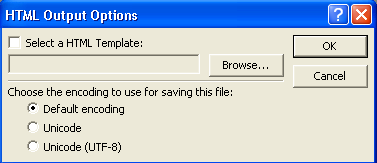 HTML Output Options
Select a HTML Template:
OK
Browse...
Cancel
Choose the encoding to use for saving this file:
Default encoding
Unicode
Unicode (UTF-8)